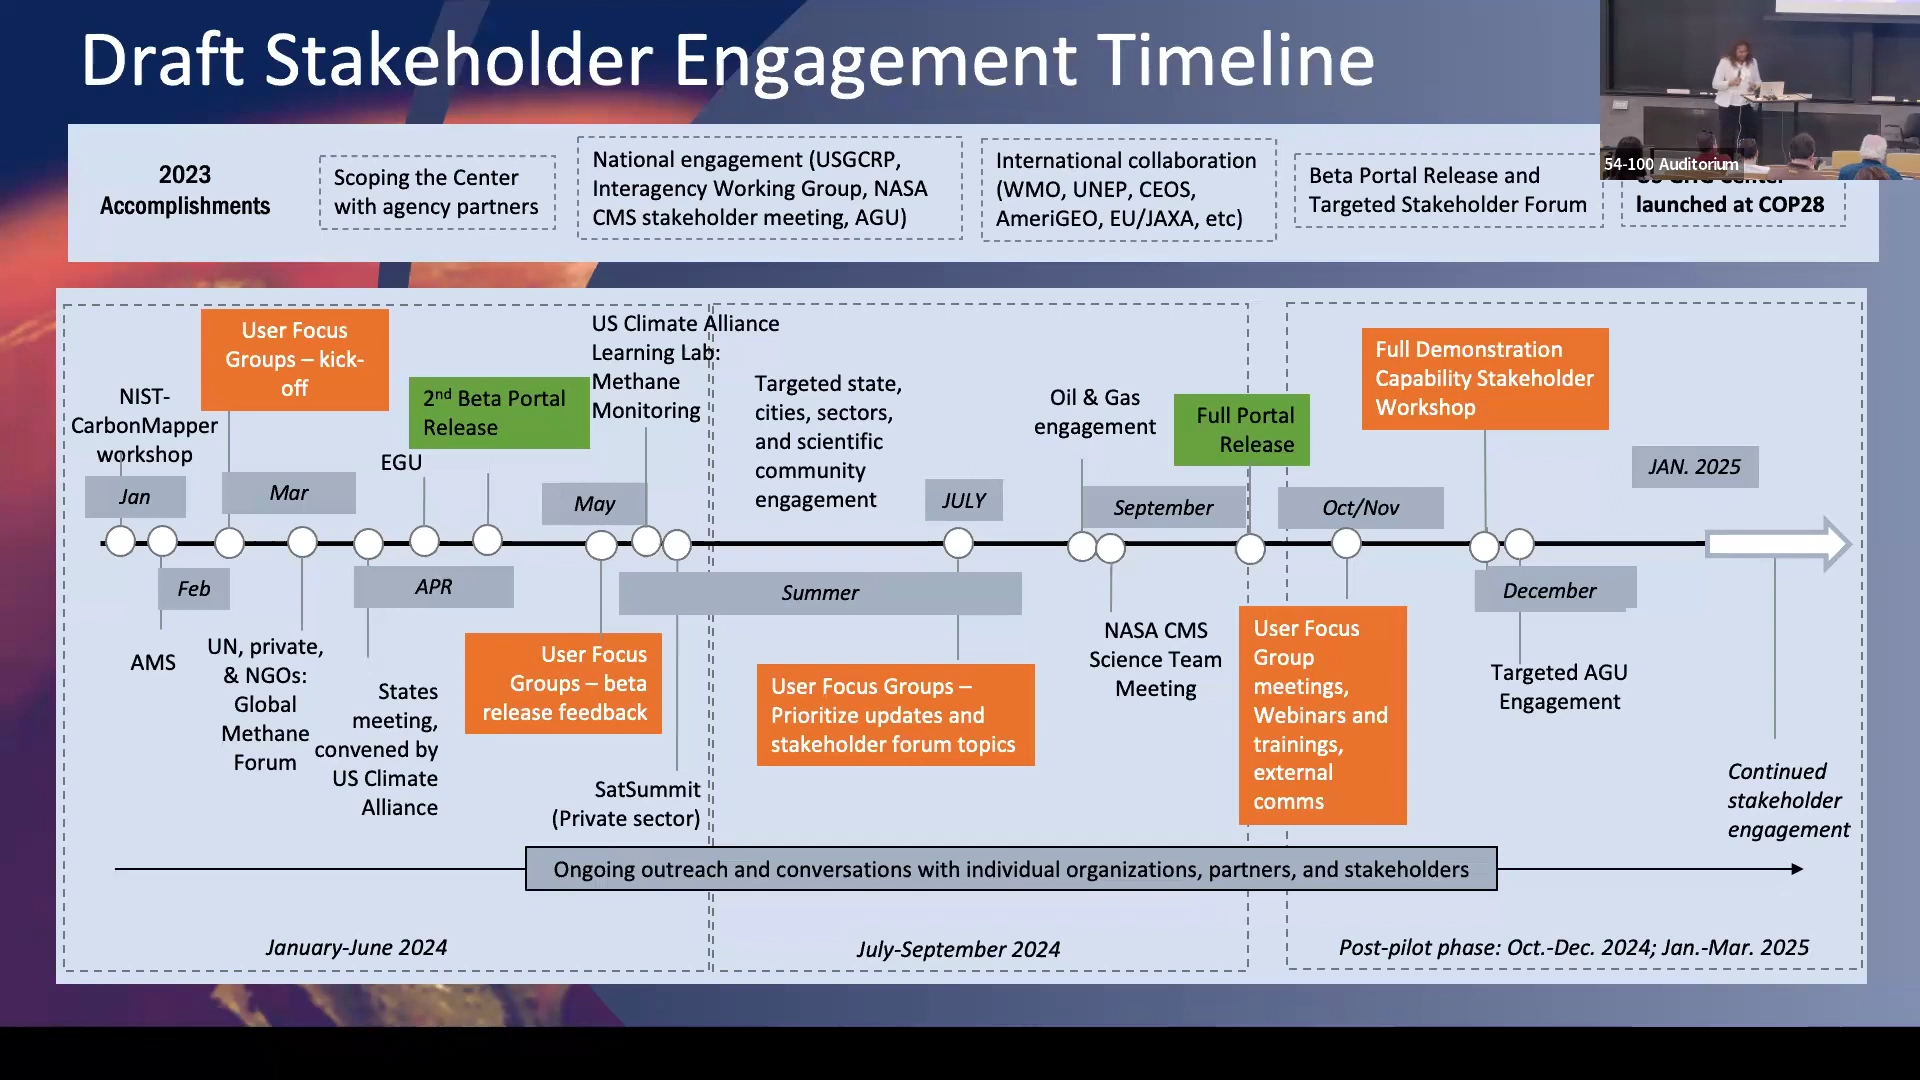 Draft Stakeholder Engagement Timeline
54-100 Auditorium
2023
Accomplishments
Scoping the Center
with agency partners
National engagement (USGCRP,
Interagency Working Group, NASA
CMS stakeholder meeting, AGU)
International collaboration
(WMO, UNEP, CEOS,
AmeriGEO, EU/JAXA, etc)
Beta Portal Release and
Targeted Stakeholder Forum
launched at COP28
User Focus
Groups – kick-
off
NIST-
CarbonMapper
workshop
2nd Beta Portal
Release
EGU
US Climate Alliance
Learning Lab:
Methane
Monitoring
Targeted state,
cities, sectors,
and scientific
community
engagement
Oil & Gas
engagement
Full Portal
Release
Full Demonstration
Capability Stakeholder
Workshop
JAN. 2025
Jan
Mar
May
JULY
September
Oct/Nov
Feb
APR
Summer
December
AMS
UN, private,
& NGOs:
Global
Methane
Forum
States
meeting,
convened by
US Climate
Alliance
User Focus
Groups – beta
release feedback
SatSummit
(Private sector)
User Focus Groups –
Prioritize updates and
stakeholder forum topics
NASA CMS
Science Team
Meeting
User Focus
Group
meetings,
Webinars and
trainings,
external
comms
Targeted AGU
Engagement
Continued
stakeholder
engagement
Ongoing outreach and conversations with individual organizations, partners, and stakeholders
January-June 2024
July-September 2024
Post-pilot phase: Oct.-Dec. 2024; Jan.-Mar. 2025